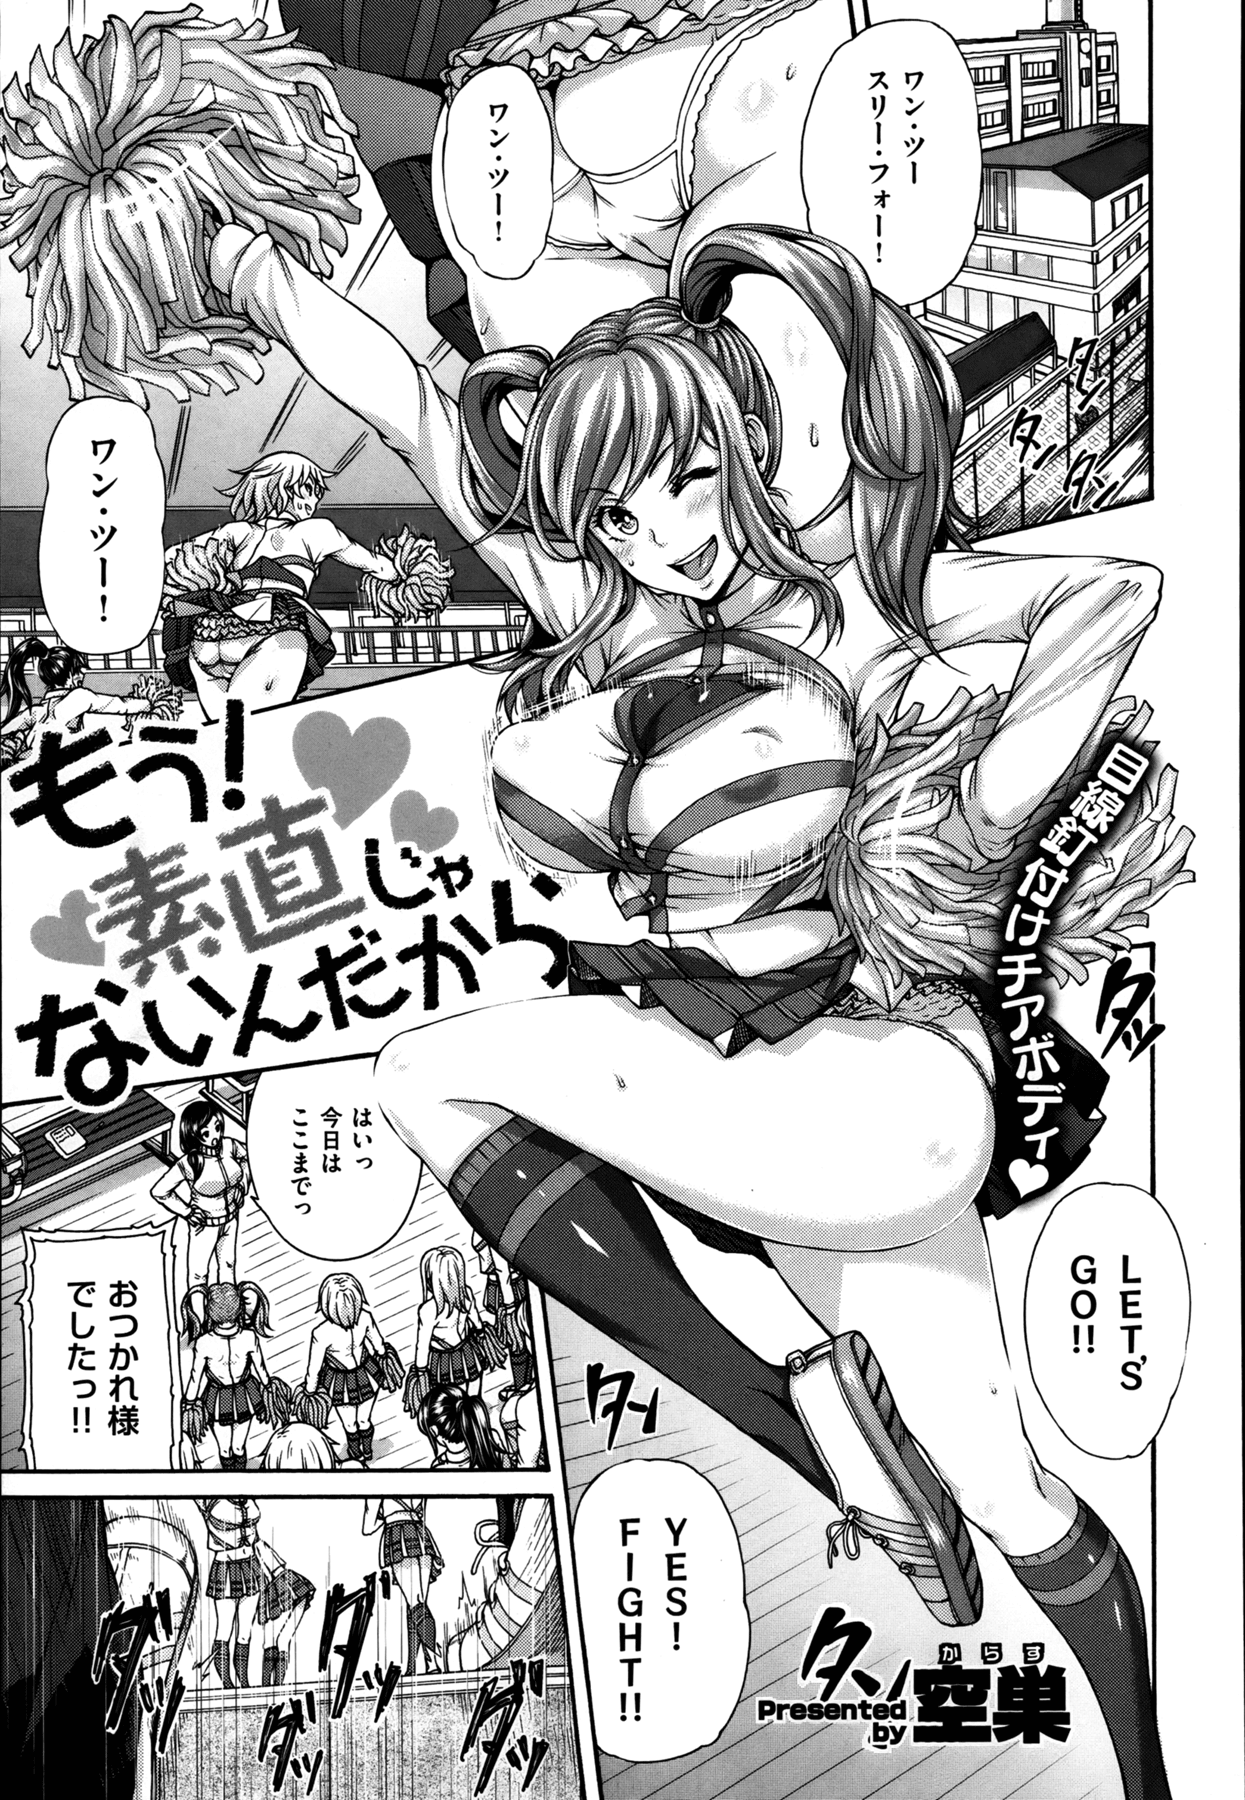 ワン・ツー
スリー・フォー！
ワン・ツー！
ワン・ツー！
タン
タン
タン
もう！
素直じゃ
ないんだから
目線釘付けチアボディ♥
タッ
はいっ
今日は
ここまでっ
おつかれ様
でしたっ!!
LET'S
GO!!
YES!
FIGHT!!
タンッ
タンッ
からす
Presented
by
空巣
ダッ
ダッ
ダッ
ダッ